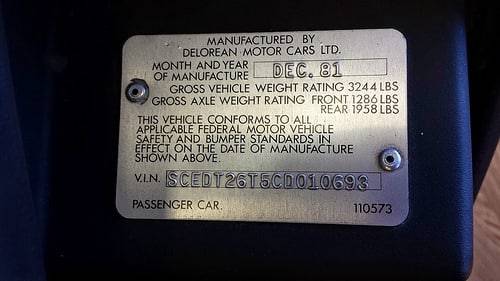 MANUFACTURED BY
DELOREAN MOTOR CARS LTD.
MONTH AND YEAR
OF MANUFACTURE DEC. 81
GROSS VEHICLE WEIGHT RATING 3244 LBS
GROSS AXLE WEIGHT RATING FRONT 1286 LBS
REAR 1958 LBS
THIS VEHICLE CONFORMS TO ALL
APPLICABLE FEDERAL MOTOR VEHICLE
SAFETY AND BUMPER STANDARDS IN
EFFECT ON THE DATE OF MANUFACTURE
SHOWN ABOVE.
V.I.N. SCEDT26T5CD010693
PASSENGER CAR. 110573